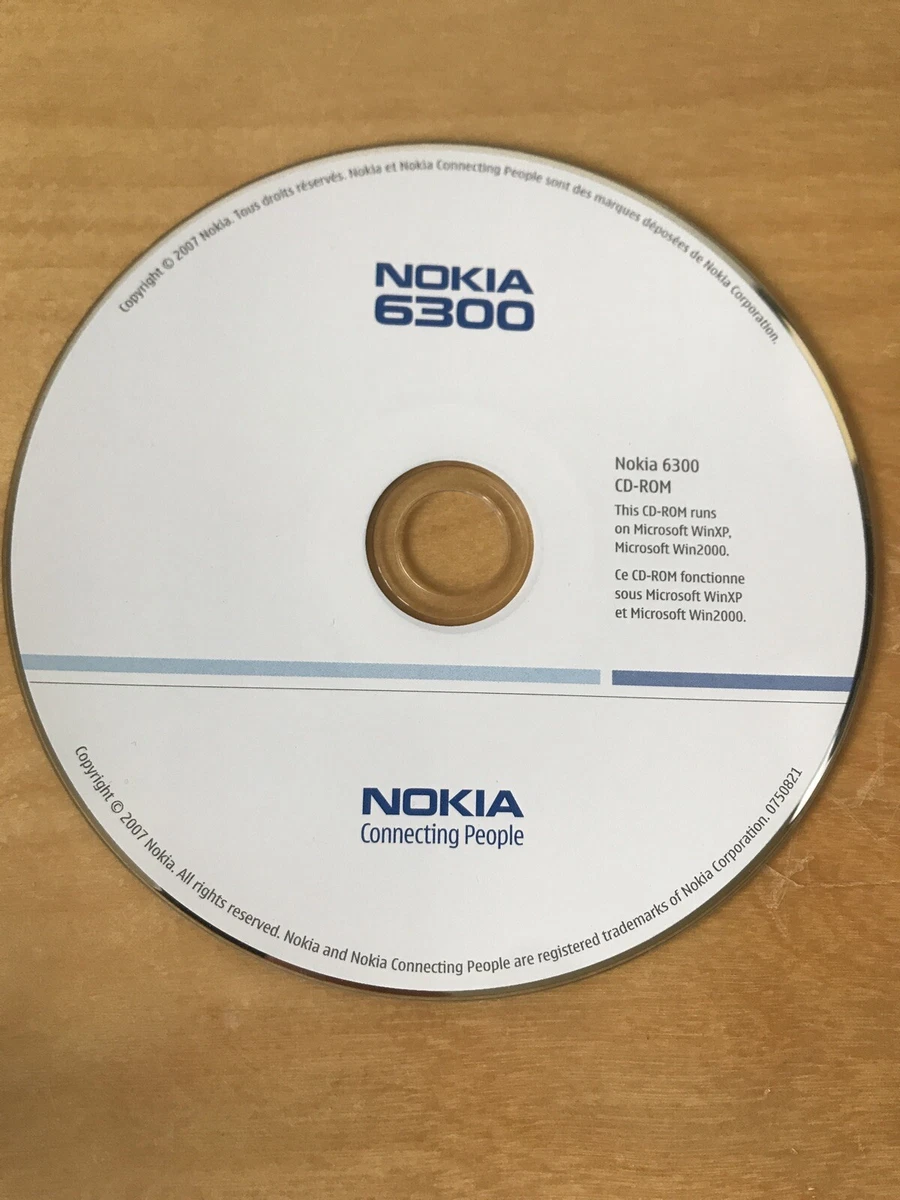 Copyright © 2007 Nokia. Tous droits réservés. Nokia et Nokia Connecting People sont des marques déposées de Nokia Corporation.
NOKIA
6300
Nokia 6300
CD-ROM
This CD-ROM runs
on Microsoft WinXP,
Microsoft Win2000.
Ce CD-ROM fonctionne
sous Microsoft WinXP
et Microsoft Win2000.
NOKIA
Connecting People
Copyright © 2007 Nokia. All rights reserved. Nokia and Nokia Connecting People are registered trademarks of Nokia Corporation. 0750821